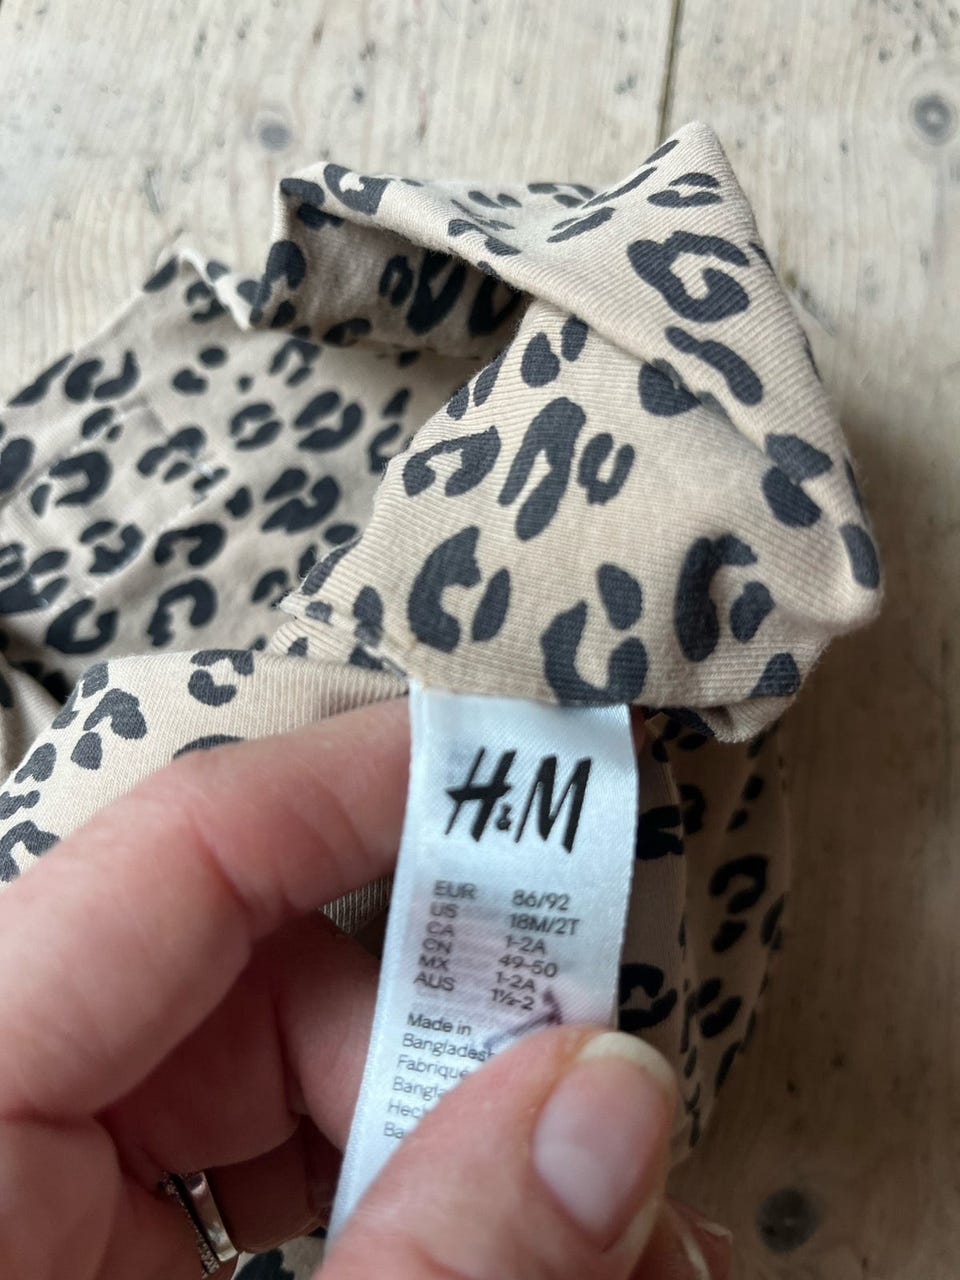 H&M
EUR 86/92
US 18M/2T
CA 1-2A
CN 49-50
MX 1-2A
AUS 1½-2
Made in
Fabriqué